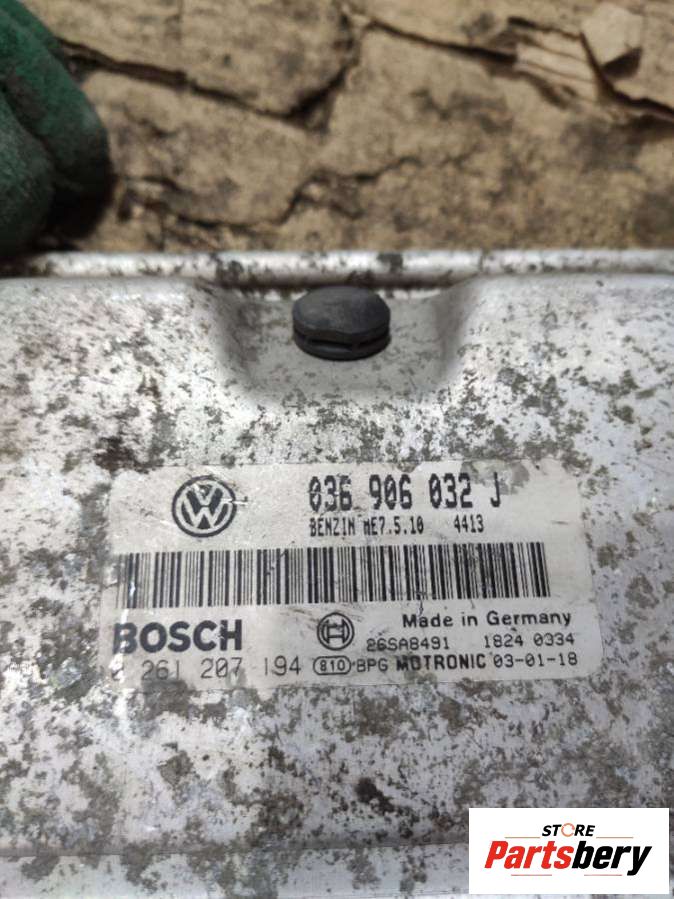 036 906 032 J
BENZIN ME7.5.10 4413
BOSCH
Made in Germany
26SA8491 1824 0334
261 207 194 810 BPG MOTRONIC 03-01-18
STORE
Partsbery